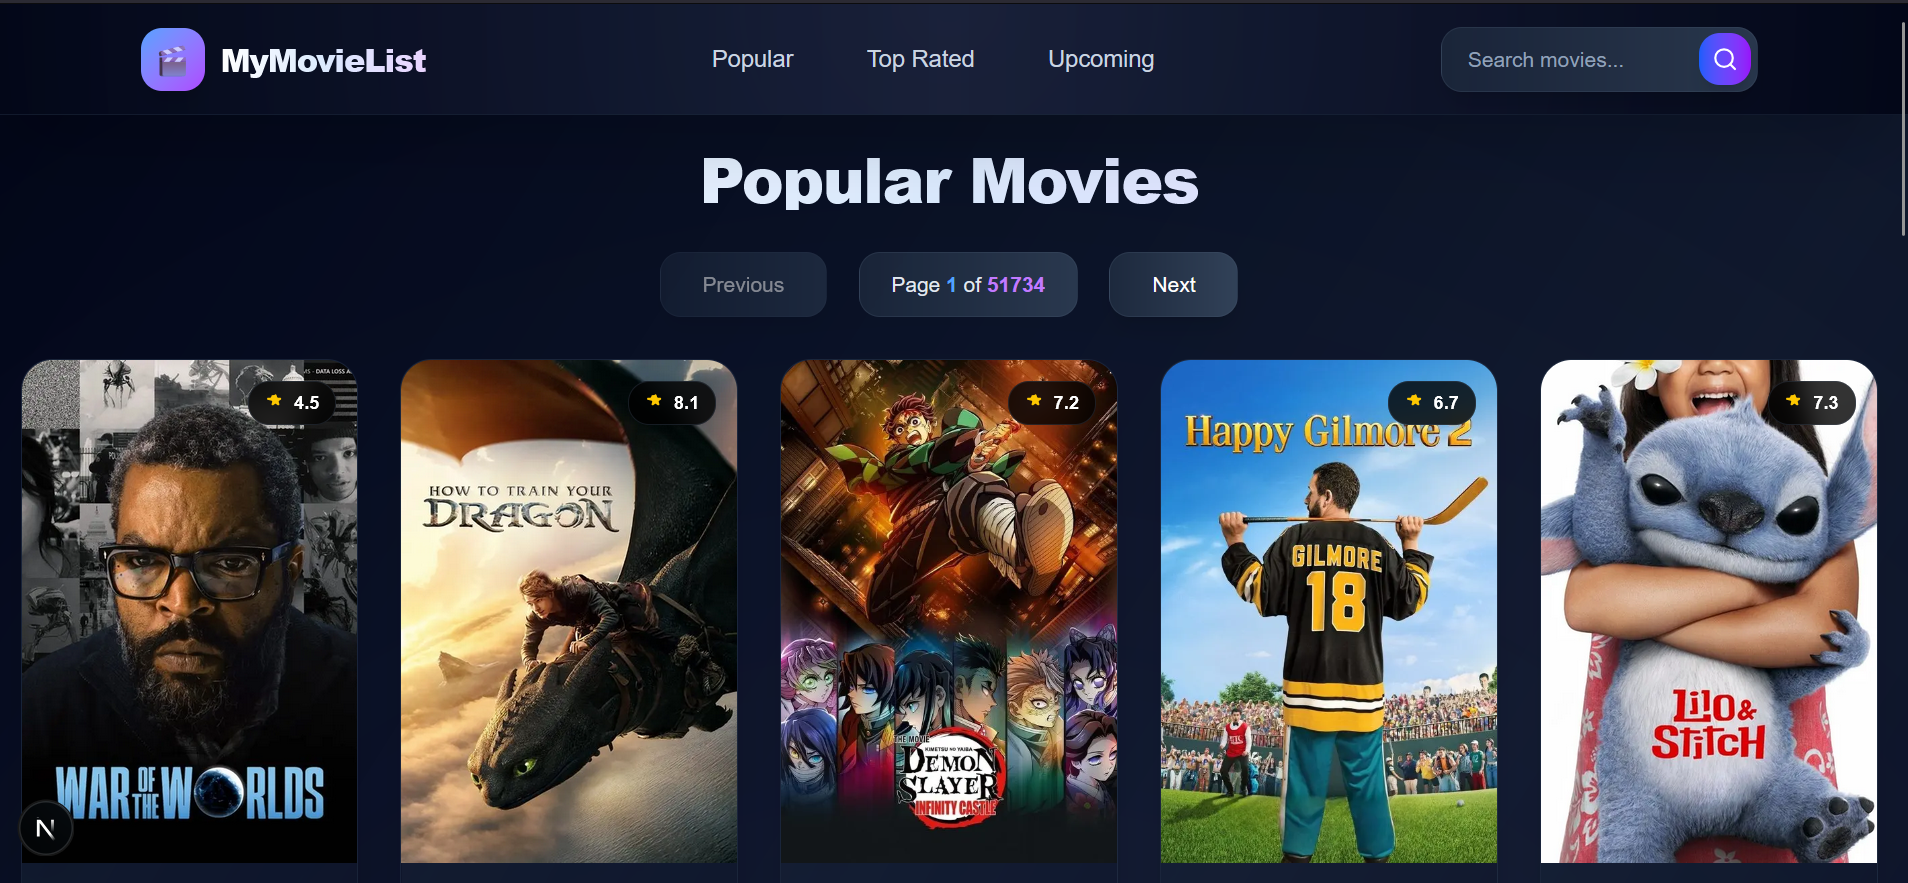 MyMovieList
Popular
Top Rated
Upcoming
Search movies...
Popular Movies
Previous
Page 1 of 51734
Next
- DATA LOSS
4.5
WAR OF THE WORLDS
N
8.1
HOW TO TRAIN YOUR
DRAGON
7.2
THE MOVIE
KIMETSU NO YAIBA
DEMON
SLAYER
INFINITY CASTLE
6.7
Happy Gilmore 2
GILMORE
18
7.3
Lilo &
Stitch